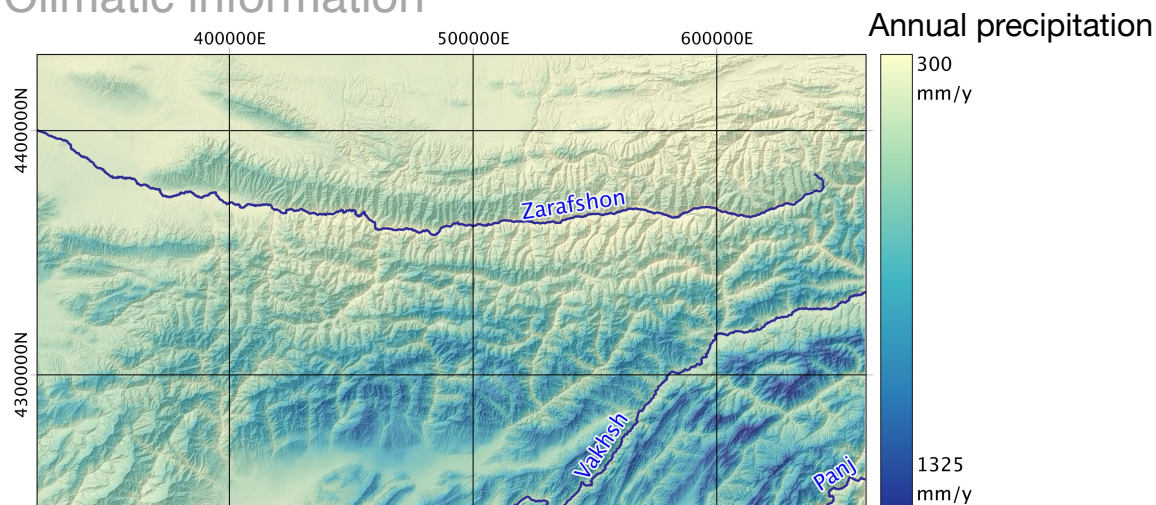 Climatic information
Annual precipitation
400000E 500000E 600000E
300
mm/y
4400000N
Zarafshon
4300000N
Vakhsh
Panj
1325
mm/y